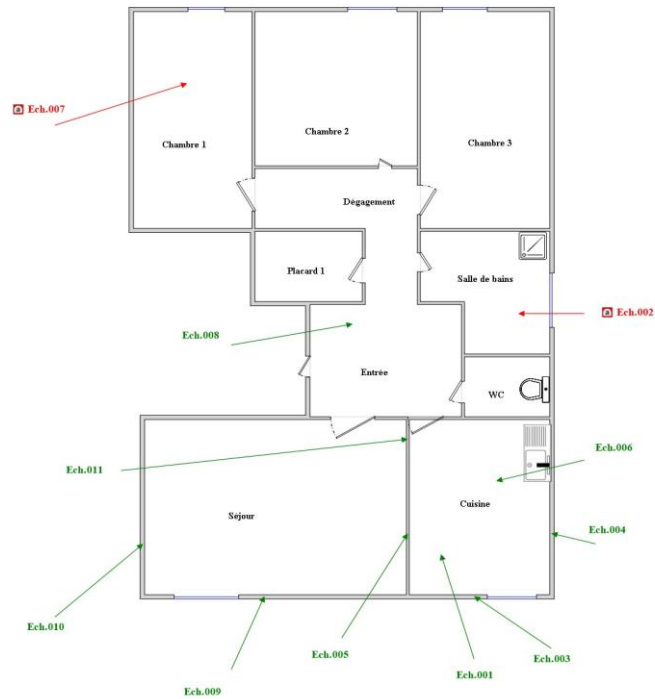 a Ech.007
Chambre 1
Chambre 2
Chambre 3
Dégagement
Placard 1
Salle de bains
a Ech.002
Ech.008
Entrée
WC
Ech.011
Ech.006
Séjour
Cuisine
Ech.004
Ech.010
Ech.005
Ech.001
Ech.003
Ech.009